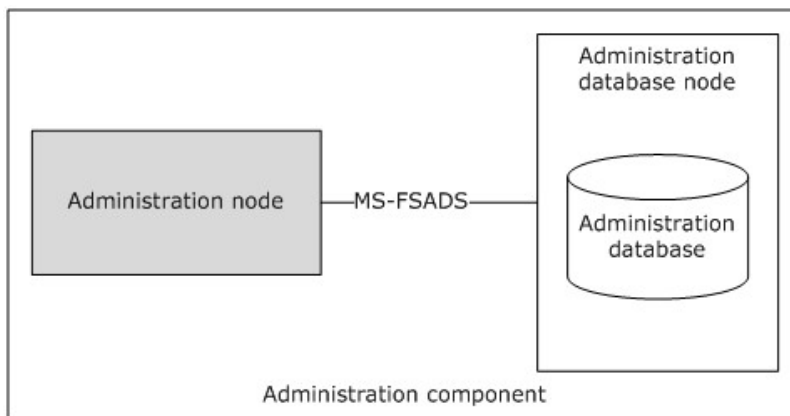 Administration
database node
Administration node
MS-FSADS
Administration
database
Administration component